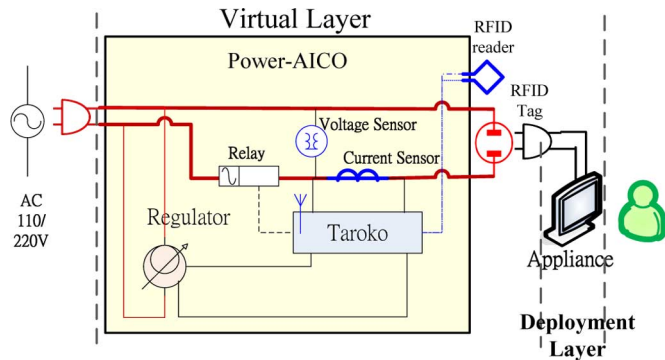 Virtual Layer
RFID
reader
Power-AICO
RFID
Tag
Voltage Sensor
Relay
Current Sensor
AC
110/
220V
Regulator
Taroko
Appliance
Deployment
Layer